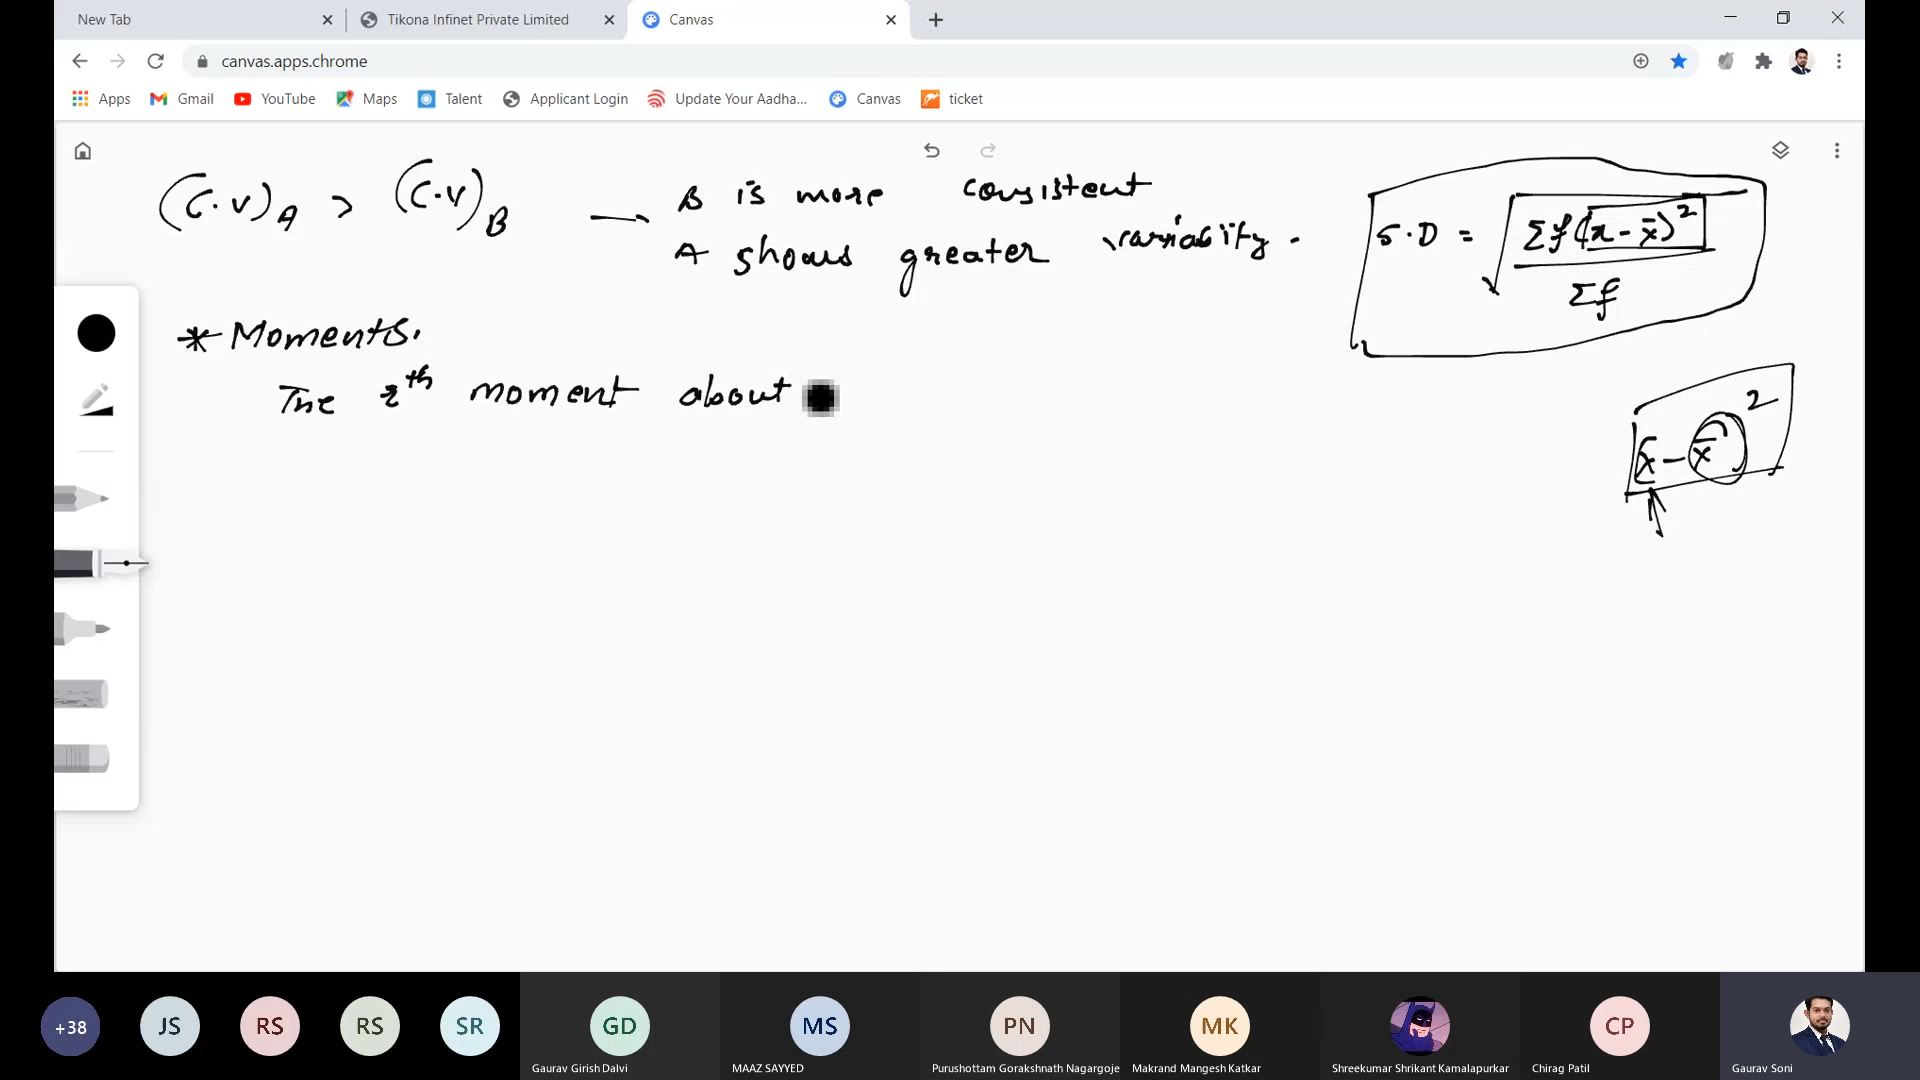 New Tab
Tikona Infinet Private Limited
Canvas
canvas.apps.chrome
Apps
Gmail
YouTube
Maps
Talent
Applicant Login
Update Your Aadha...
Canvas
ticket
(C.V)A > (C.V)B → B is more consistent
A shows greater variability.
S.D = √(Σf(x-x̄)² / Σf)
* Moments.
The rth moment about
x - x̄ ²
+38
JS
RS
RS
SR
GD
MS
PN
MK
CP
Gaurav Girish Dalvi
MAAZ SAYYED
Purushottam Gorakshnath Nagargoje
Makrand Mangesh Katkar
Shreekumar Shrikant Kamalapurkar
Chirag Patil
Gaurav Soni